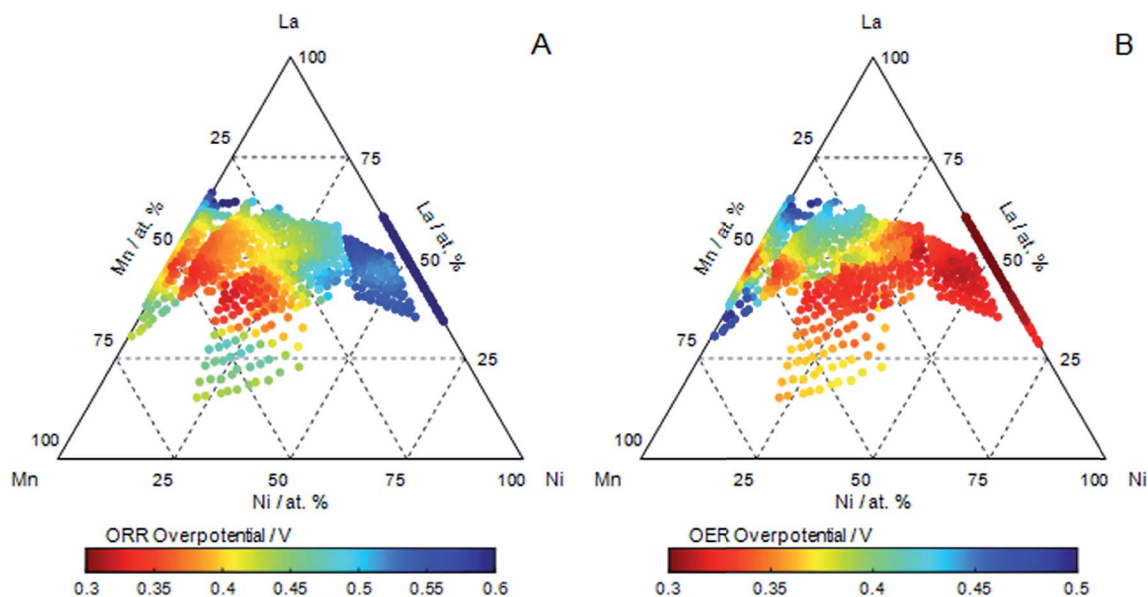 La
A
La
B
100
100
25
25
75
75
Mn / at. %
La / at. %
Mn / at. %
La / at. %
50
50
50
50
75
75
25
25
100
100
Mn
25
50
75
100
Ni
Mn
25
50
75
100
Ni
Ni / at. %
Ni / at. %
ORR Overpotential / V
OER Overpotential / V
0.3
0.35
0.4
0.45
0.5
0.55
0.6
0.3
0.35
0.4
0.45
0.5